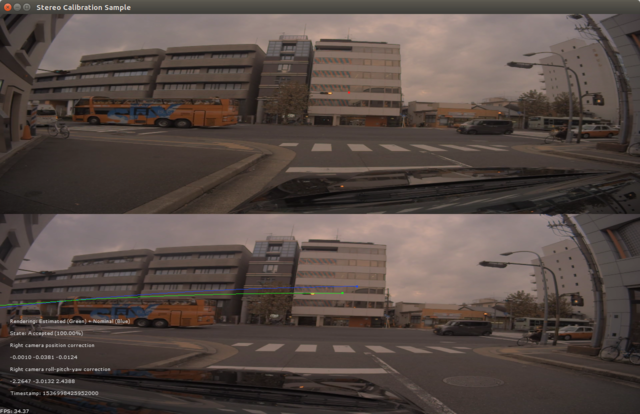 Stereo Calibration Sample
Rendering: Estimated (Green) + Nominal (Blue)
State: Accepted (100.00%)
Right camera position correction
-0.0010 -0.0381 -0.0124
Right camera roll-pitch-yaw correction
-2.2647 -3.0132 2.4388
Timestamp: 1536998425952000
FPS: 34.37